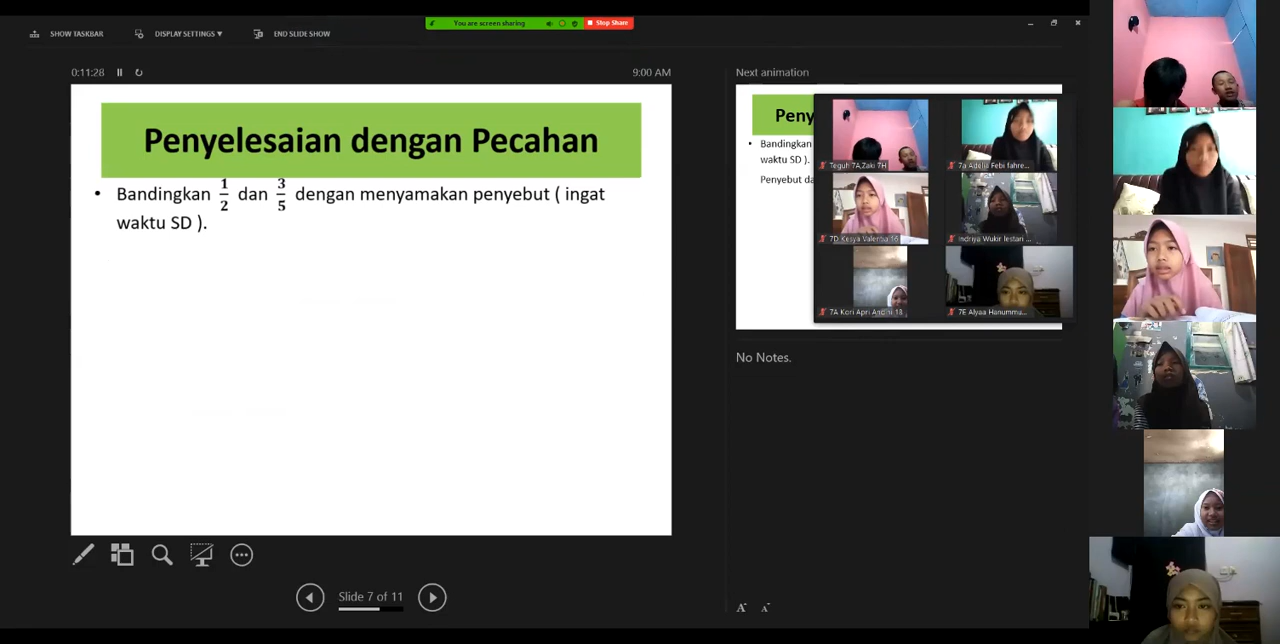 You are screen sharing
Stop Share
SHOW TASKBAR
DISPLAY SETTINGS ▼
END SLIDE SHOW
0:11:28
9:00 AM
Penyelesaian dengan Pecahan
• Bandingkan 1/2 dan 3/5 dengan menyamakan penyebut ( ingat
waktu SD ).
Slide 7 of 11
Next animation
Peny
• Bandingkan
waktu SD ).
Penyebut da
Teguh 7A,Zaki 7H
7a Adelia Febi fahre...
7D Kesya Valentia 16
Indriya Wukir lestari ...
7A Kori Apri Andini 18
7E Alyaa Hanummu...
No Notes.
A A